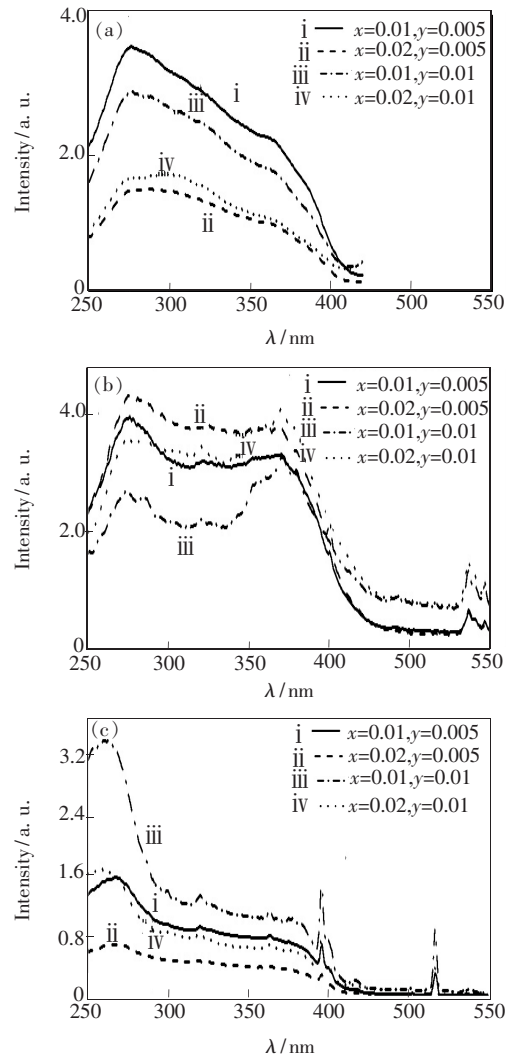 (a)
i x=0.01,y=0.005
ii x=0.02,y=0.005
iii x=0.01,y=0.01
iv x=0.02,y=0.01
4.0
2.0
0
Intensity/a. u.
iii
i
iv
ii
250 300 350 400 450 500 550
λ/nm
(b)
i x=0.01,y=0.005
ii x=0.02,y=0.005
iii x=0.01,y=0.01
iv x=0.02,y=0.01
4.0
2.0
0
Intensity/a. u.
ii
iv
iv
i
iii
250 300 350 400 450 500 550
λ/nm
(c)
i x=0.01,y=0.005
ii x=0.02,y=0.005
iii x=0.01,y=0.01
iv x=0.02,y=0.01
3.2
2.4
1.6
0.8
0
Intensity/a. u.
iii
i
iv
ii
250 300 350 400 450 500 550
λ/nm